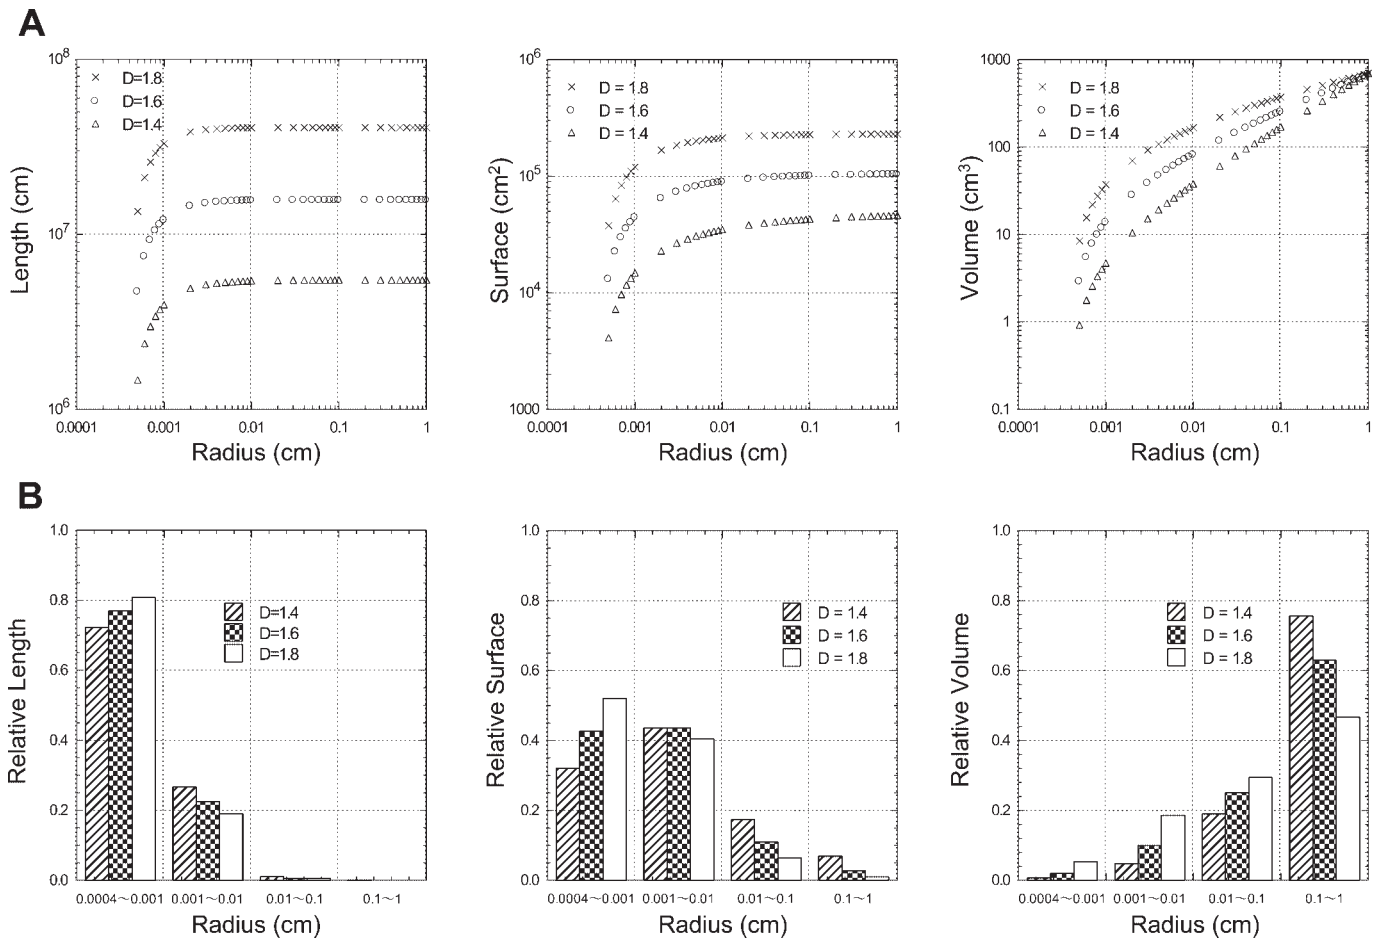 A
10^8
10^7
10^6
× D=1.8
○ D=1.6
△ D=1.4
Length (cm)
0.0001 0.001 0.01 0.1 1
Radius (cm)
10^6
10^5
10^4
1000
× D = 1.8
○ D = 1.6
△ D = 1.4
Surface (cm2)
0.0001 0.001 0.01 0.1 1
Radius (cm)
1000
100
10
1
0.1
× D = 1.8
○ D = 1.6
△ D = 1.4
Volume (cm3)
0.0001 0.001 0.01 0.1 1
Radius (cm)
B
1.0
0.8
0.6
0.4
0.2
0.0
D=1.4
D=1.6
D=1.8
Relative Length
0.0004～0.001 0.001～0.01 0.01～0.1 0.1～1
Radius (cm)
1.0
0.8
0.6
0.4
0.2
0.0
D = 1.4
D = 1.6
D = 1.8
Relative Surface
0.0004～0.001 0.001～0.01 0.01～0.1 0.1～1
Radius (cm)
1.0
0.8
0.6
0.4
0.2
0.0
D = 1.4
D = 1.6
D = 1.8
Relative Volume
0.0004～0.001 0.001～0.01 0.01～0.1 0.1～1
Radius (cm)